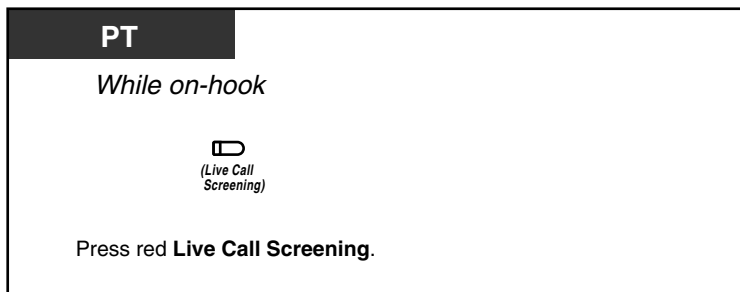 PT
While on-hook
(Live Call
Screening)
Press red Live Call Screening.